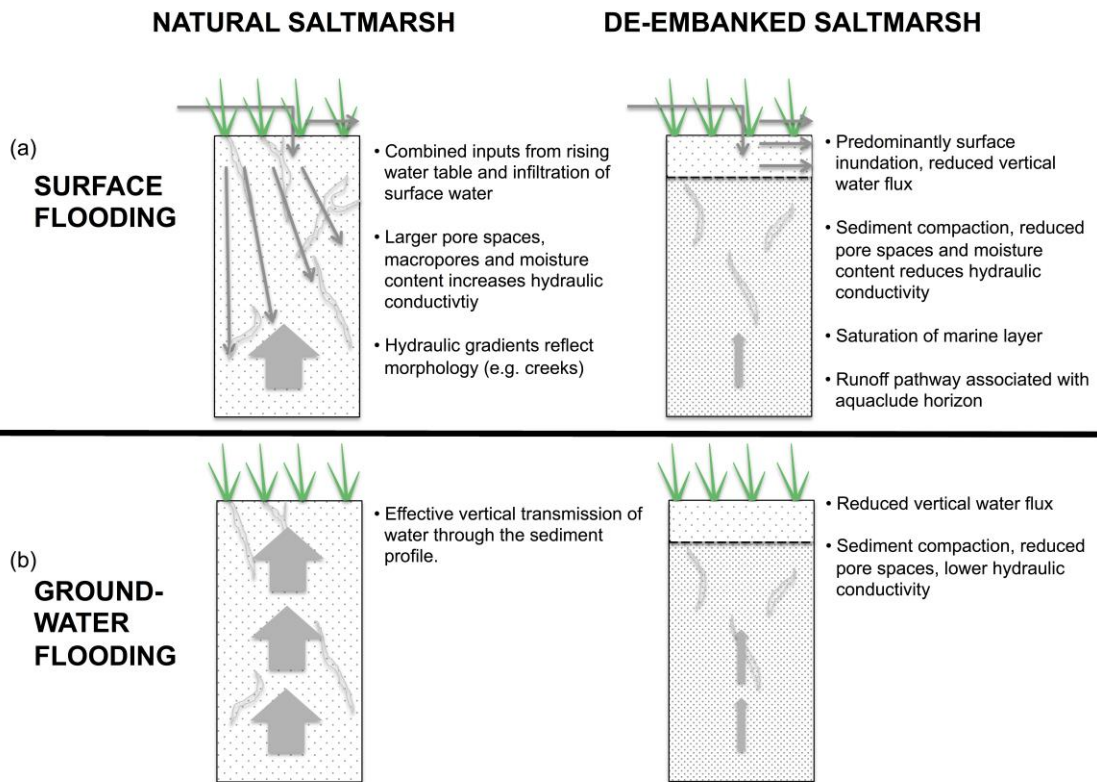 NATURAL SALTMARSH
DE-EMBANKED SALTMARSH
(a)
SURFACE
FLOODING
• Combined inputs from rising
water table and infiltration of
surface water
• Larger pore spaces,
macropores and moisture
content increases hydraulic
conductivtiy
• Hydraulic gradients reflect
morphology (e.g. creeks)
• Predominantly surface
inundation, reduced vertical
water flux
• Sediment compaction, reduced
pore spaces and moisture
content reduces hydraulic
conductivity
• Saturation of marine layer
• Runoff pathway associated with
aquaclude horizon
(b)
GROUND-
WATER
FLOODING
• Effective vertical transmission of
water through the sediment
profile.
• Reduced vertical water flux
• Sediment compaction, reduced
pore spaces, lower hydraulic
conductivity